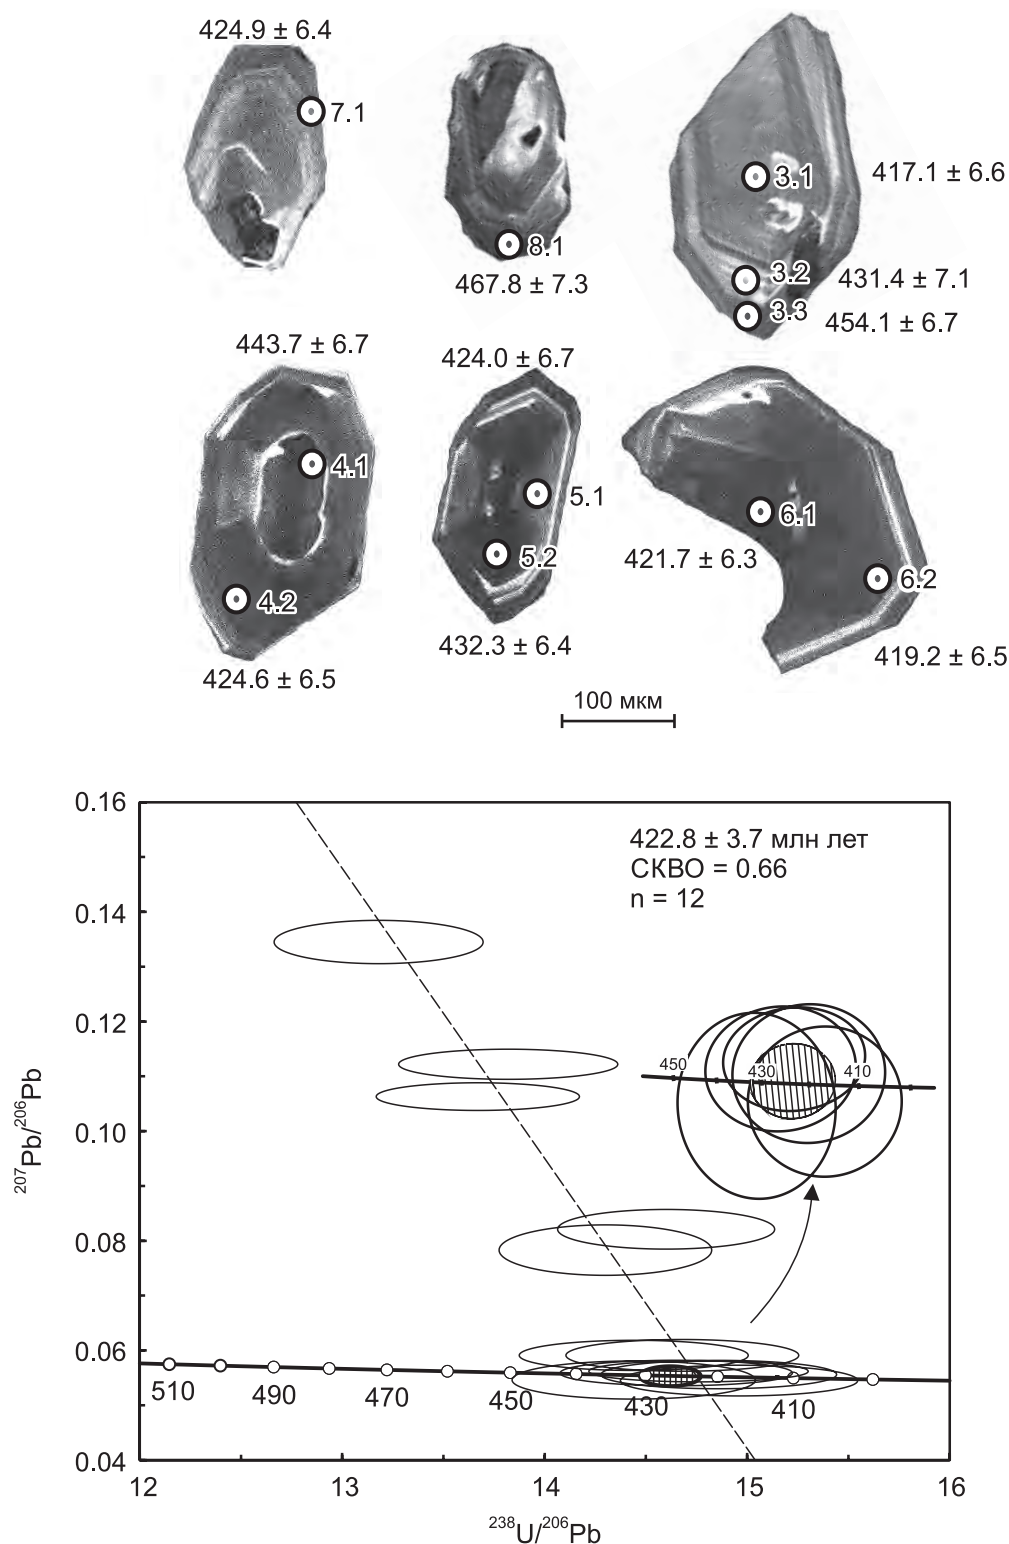 424.9 ± 6.4
7.1
8.1
467.8 ± 7.3
3.1
417.1 ± 6.6
3.2
431.4 ± 7.1
3.3
454.1 ± 6.7
443.7 ± 6.7
4.1
4.2
424.6 ± 6.5
424.0 ± 6.7
5.1
5.2
432.3 ± 6.4
6.1
421.7 ± 6.3
6.2
419.2 ± 6.5
100 мкм
422.8 ± 3.7 млн лет
СКВО = 0.66
n = 12
0.16
0.14
0.12
0.10
0.08
0.06
0.04
207Pb/206Pb
450
430
410
510
490
470
450
430
410
12
13
14
15
16
238U/206Pb